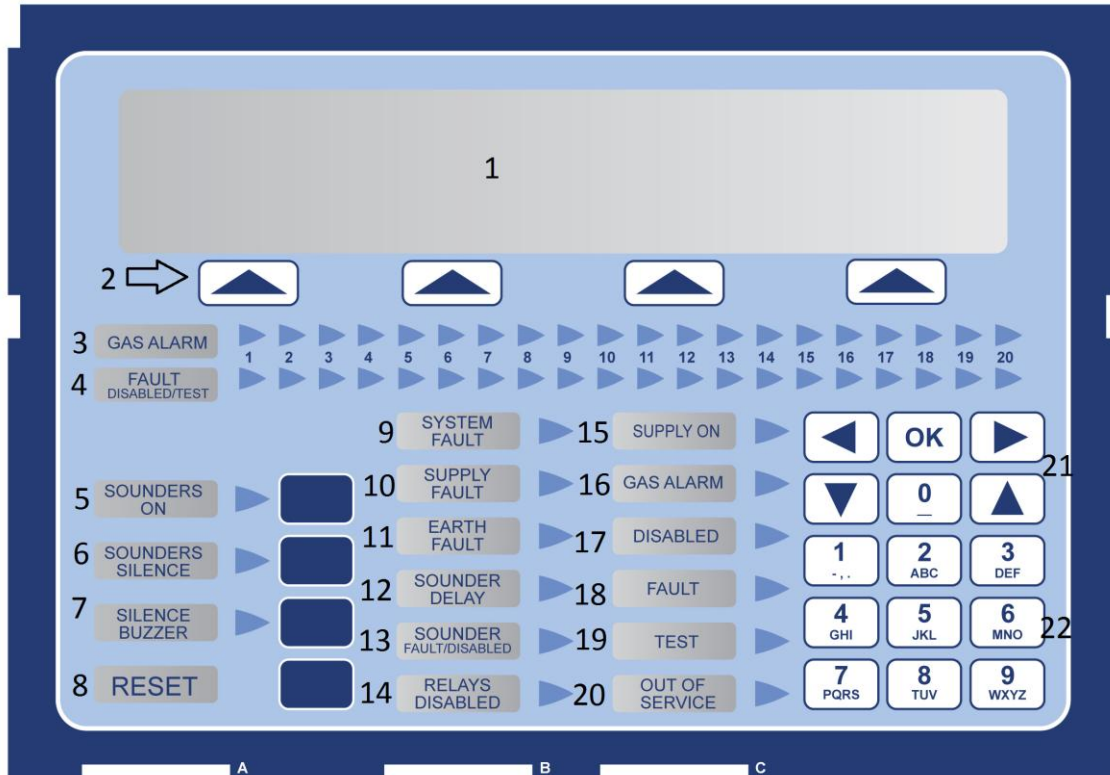 1
2
3 GAS ALARM
1 2 3 4 5 6 7 8 9 10 11 12 13 14 15 16 17 18 19 20
4 FAULT
DISABLED/TEST
5 SOUNDERS
ON
6 SOUNDERS
SILENCE
7 SILENCE
BUZZER
8 RESET
9 SYSTEM
FAULT
10 SUPPLY
FAULT
11 EARTH
FAULT
12 SOUNDER
DELAY
13 SOUNDER
FAULT/DISABLED
14 RELAYS
DISABLED
15 SUPPLY ON
16 GAS ALARM
17 DISABLED
18 FAULT
19 TEST
20 OUT OF
SERVICE
OK
21
0
_
1 2 3
-,. ABC DEF
4 5 6
GHI JKL MNO
22
7 8 9
PQRS TUV WXYZ
A B C